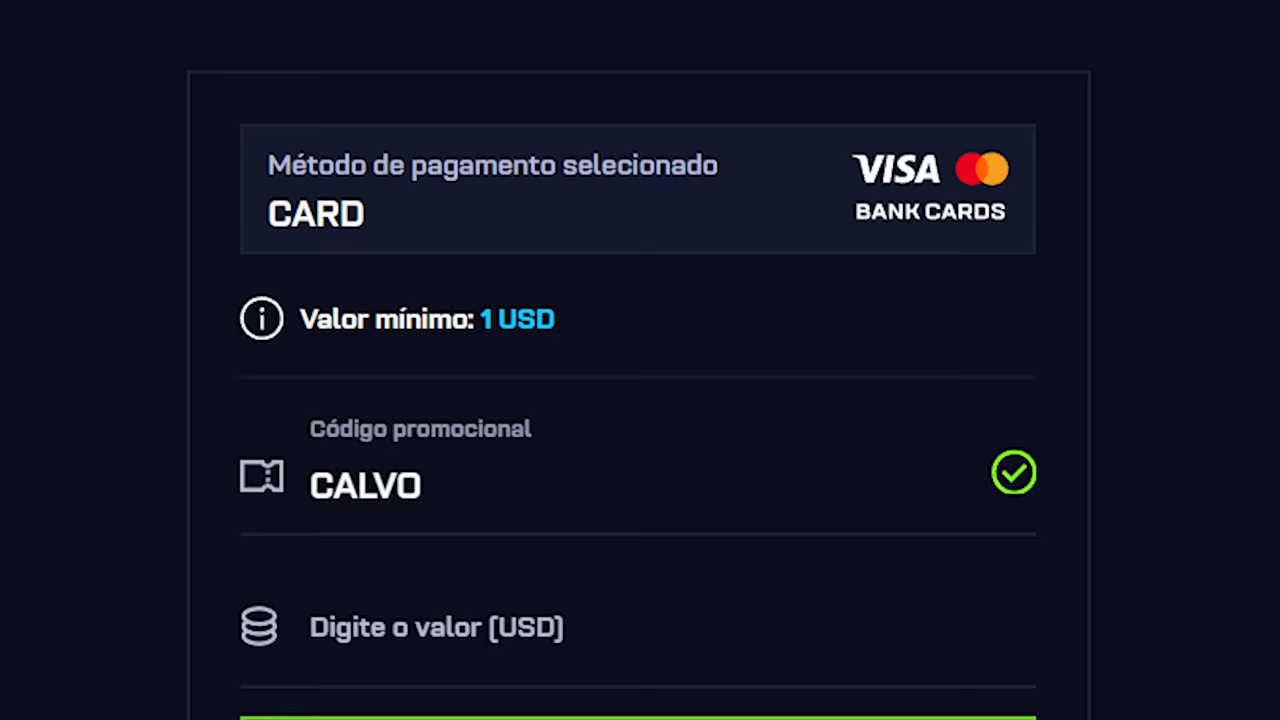 Método de pagamento selecionado
CARD
VISA
BANK CARDS
Valor mínimo: 1 USD
Código promocional
CALVO
Digite o valor (USD)